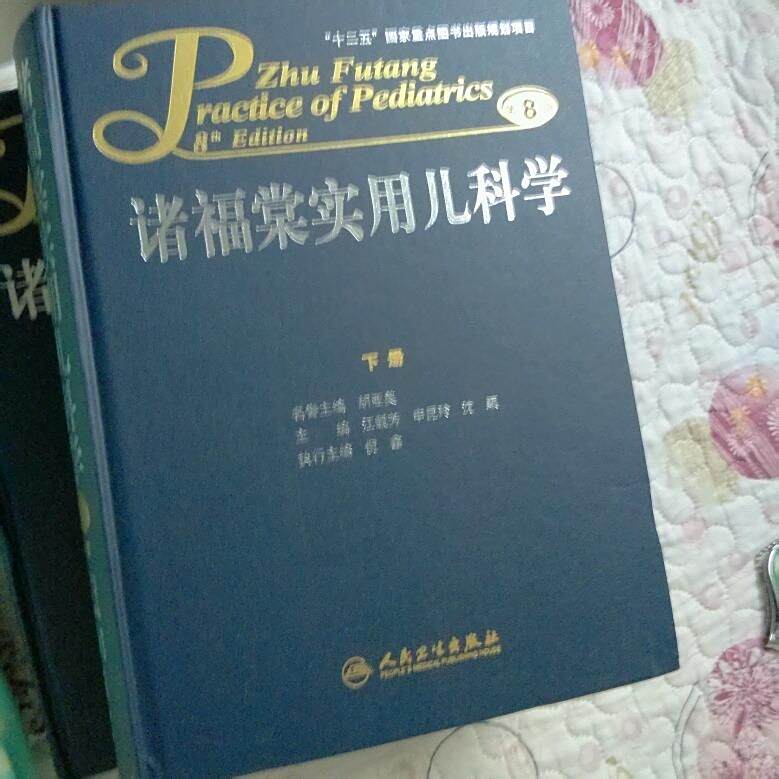 "十三五"国家重点图书出版规划项目
Zhu Futang
Practice of Pediatrics
8th Edition
第8版
诸福棠实用儿科学
下册
名誉主编 胡亚美
主 编 江载芳 申昆玲 沈颖
执行主编 倪鑫
人民卫生出版社
PEOPLE'S MEDICAL PUBLISHING HOUSE
诸